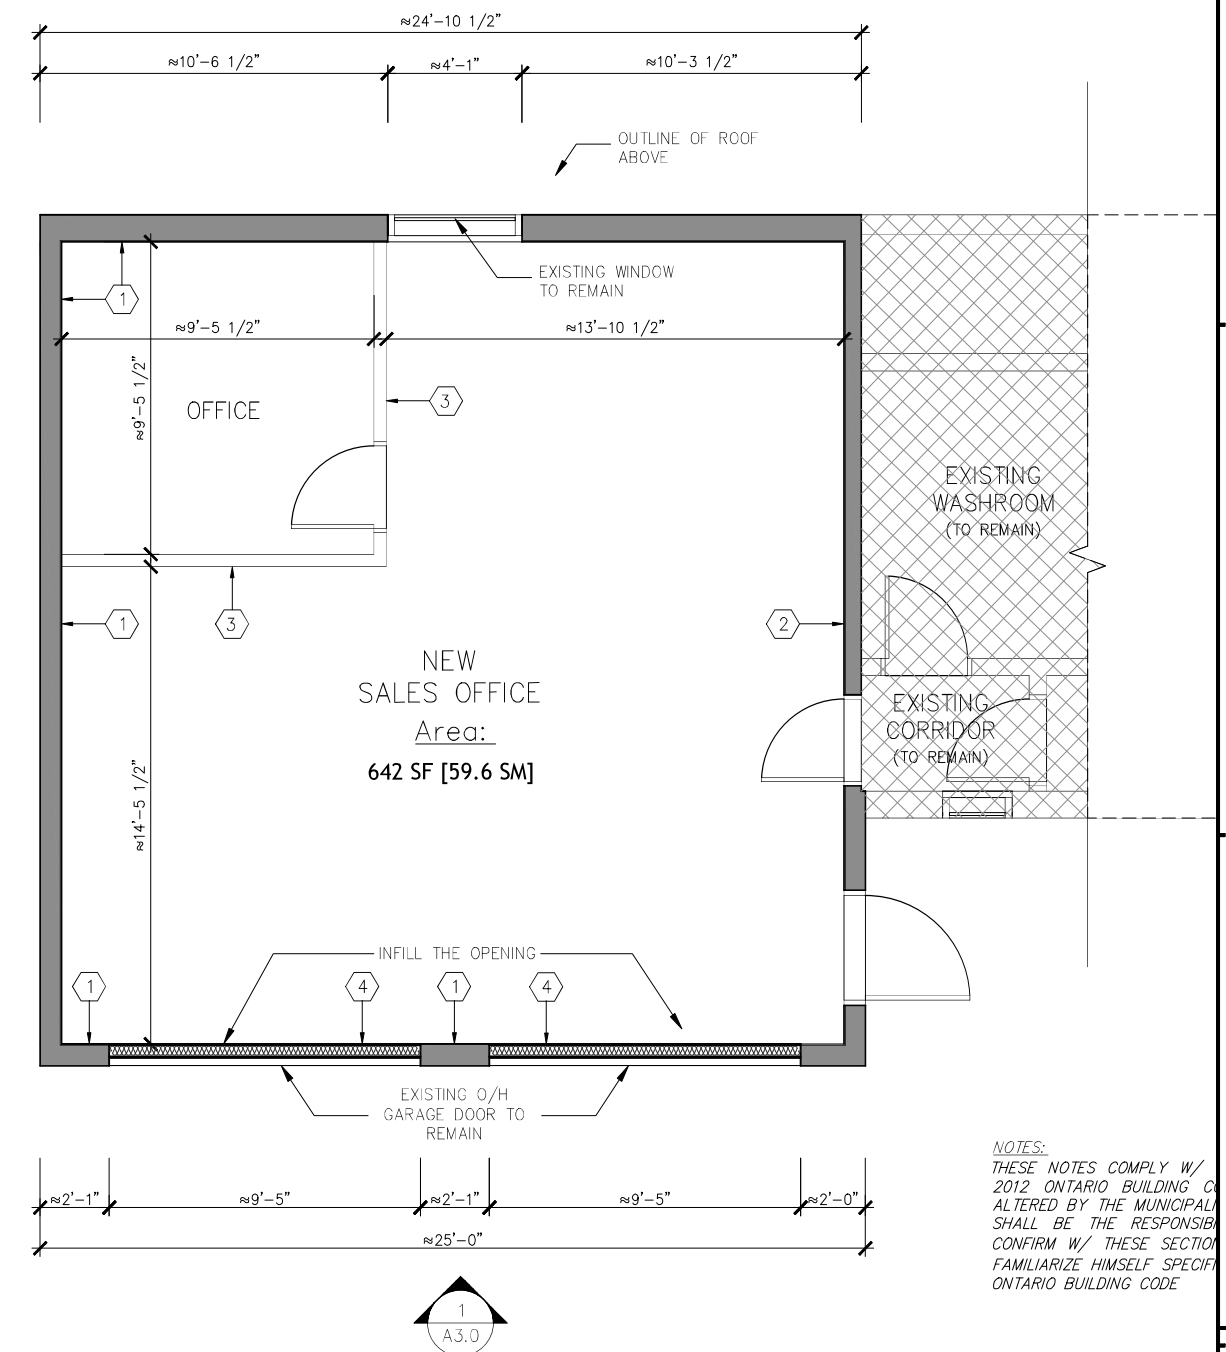 ≈24'-10 1/2"
≈10'-6 1/2"
≈4'-1"
≈10'-3 1/2"
OUTLINE OF ROOF
ABOVE
EXISTING WINDOW
TO REMAIN
1
≈9'-5 1/2"
≈13'-10 1/2"
≈9'-5 1/2"
OFFICE
3
EXISTING
WASHROOM
(TO REMAIN)
1
3
2
NEW
SALES OFFICE
Area:
642 SF [59.6 SM]
EXISTING
CORRIDOR
(TO REMAIN)
≈14'-5 1/2"
INFILL THE OPENING
1
4
1
4
EXISTING O/H
GARAGE DOOR TO
REMAIN
≈2'-1"
≈9'-5"
≈2'-1"
≈9'-5"
≈2'-0"
≈25'-0"
1
A3.0
NOTES:
THESE NOTES COMPLY W/
2012 ONTARIO BUILDING
ALTERED BY THE
SHALL BE THE
CONFIRM W/ THESE
FAMILIARIZE HIMSELF
ONTARIO BUILDING CODE